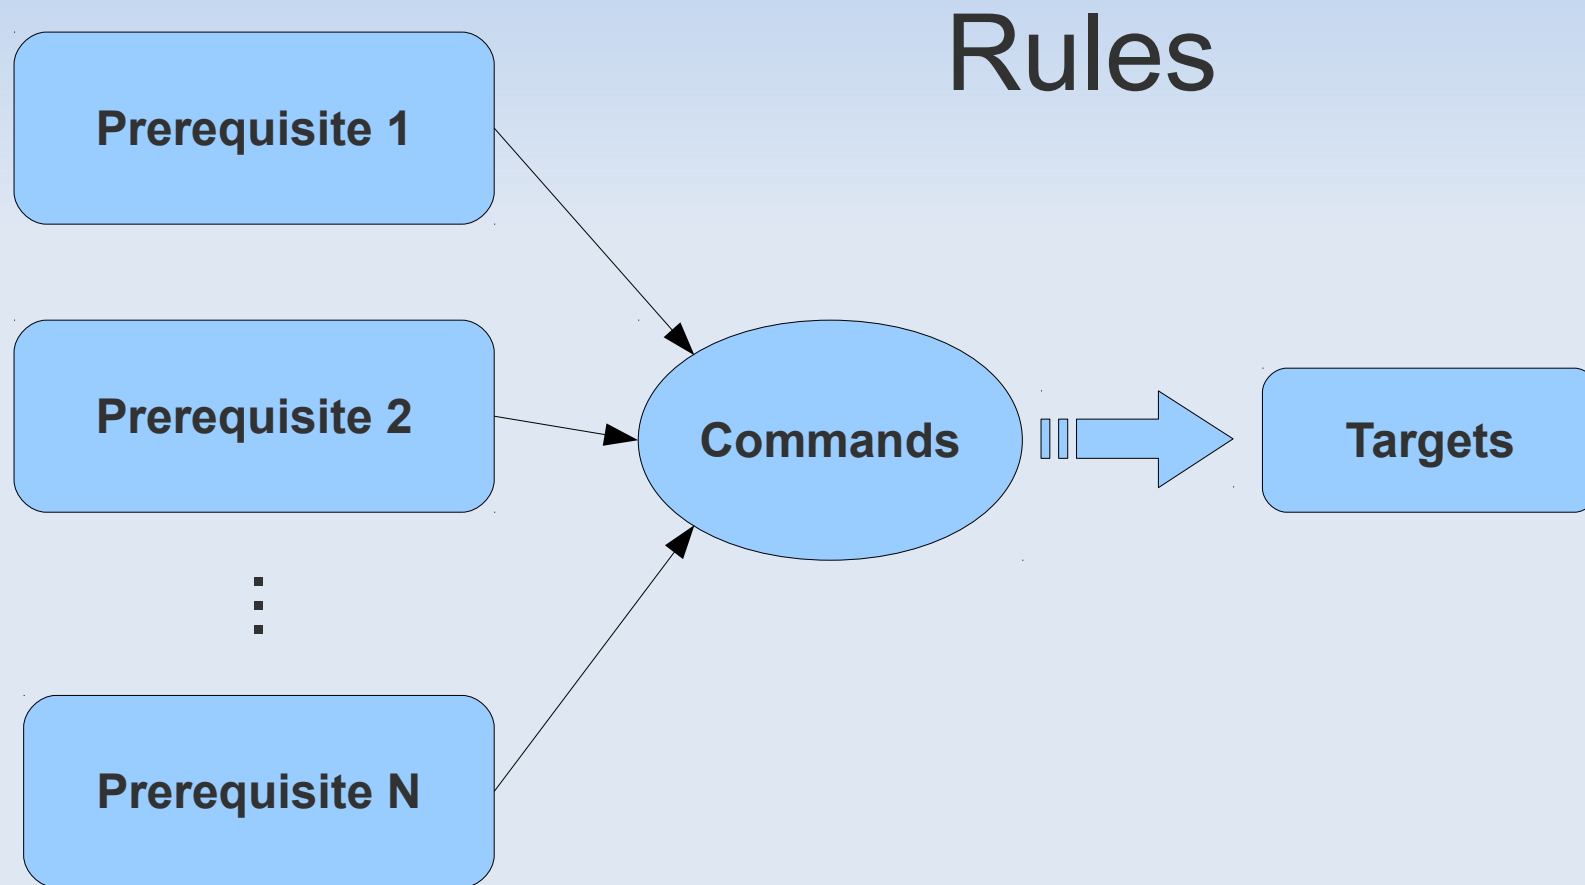 Rules
Prerequisite 1
Prerequisite 2
Commands
Targets
Prerequisite N